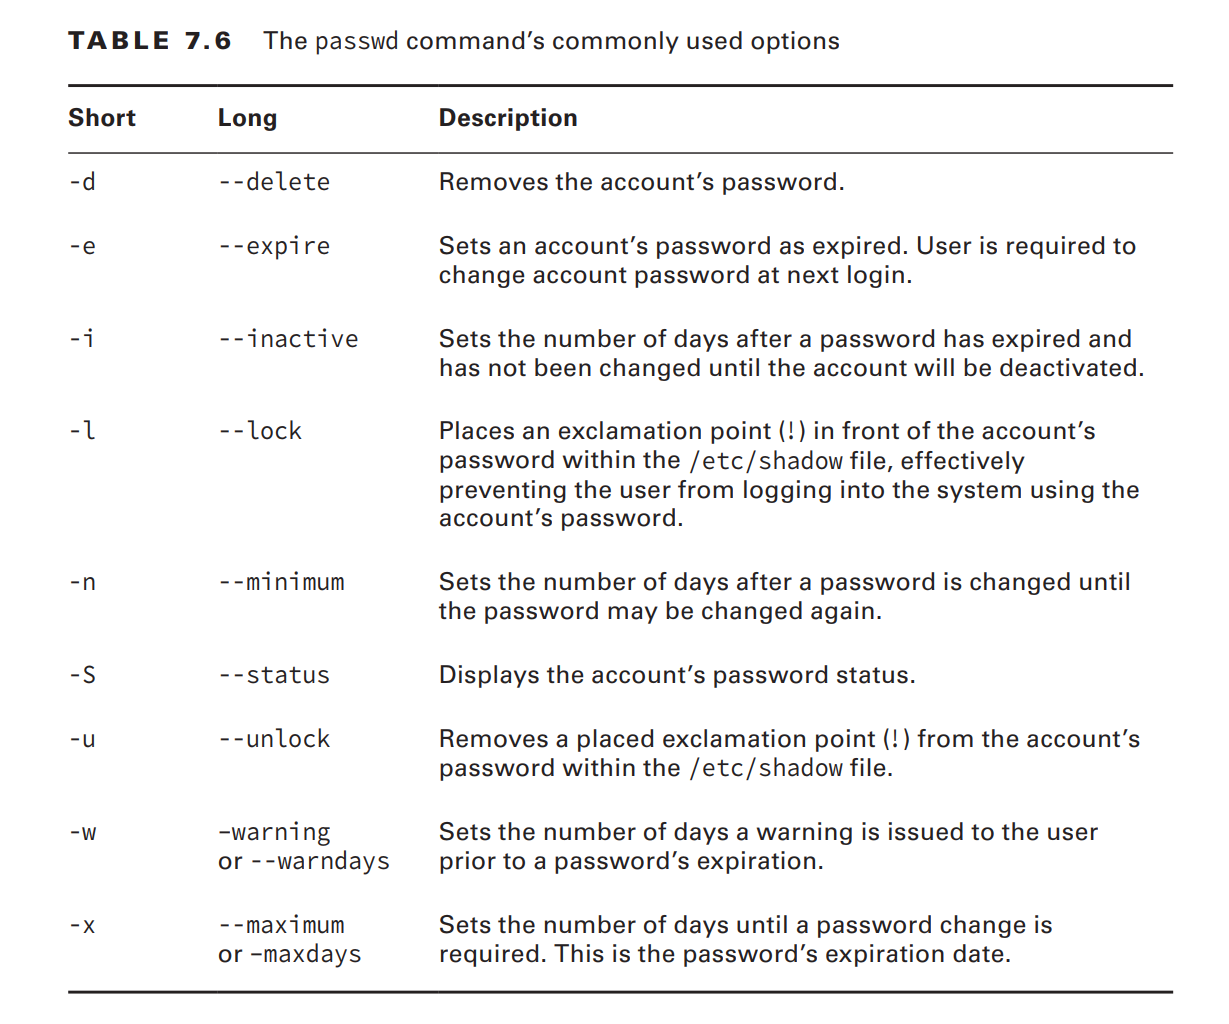 TABLE 7.6 The passwd command’s commonly used options
Short Long Description
-d --delete Removes the account’s password.
-e --expire Sets an account’s password as expired. User is required to
change account password at next login.
-i --inactive Sets the number of days after a password has expired and
has not been changed until the account will be deactivated.
-l --lock Places an exclamation point (!) in front of the account’s
password within the /etc/shadow file, effectively
preventing the user from logging into the system using the
account’s password.
-n --minimum Sets the number of days after a password is changed until
the password may be changed again.
-S --status Displays the account’s password status.
-u --unlock Removes a placed exclamation point (!) from the account’s
password within the /etc/shadow file.
-w –warning Sets the number of days a warning is issued to the user
or --warndays prior to a password’s expiration.
-x --maximum Sets the number of days until a password change is
or –maxdays required. This is the password’s expiration date.